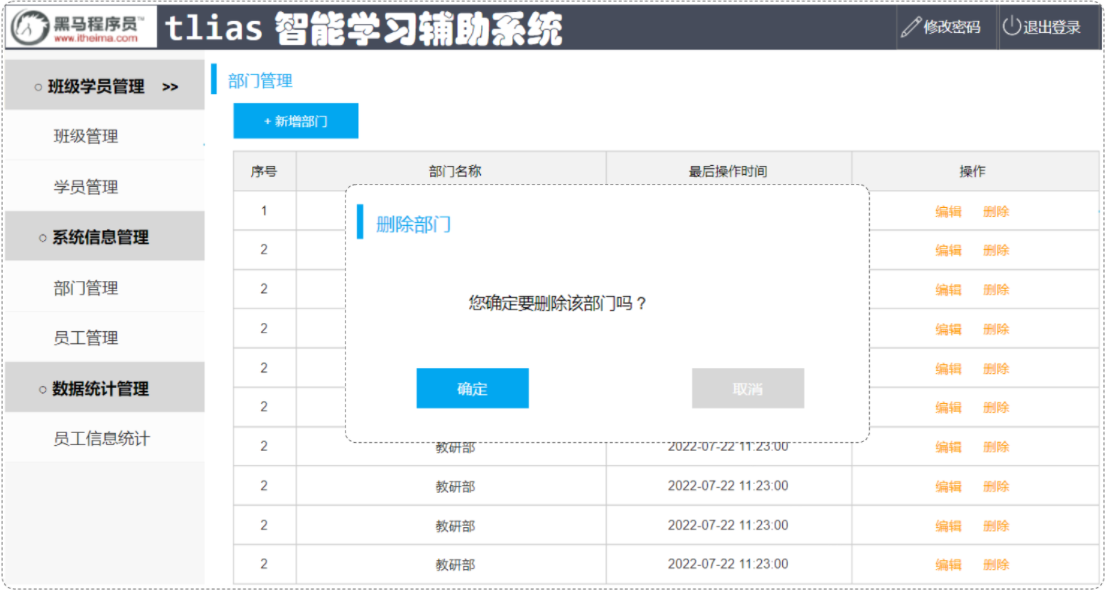 黑马程序员™ tlias 智能学习辅助系统 修改密码 退出登录
www.itheima.com
班级学员管理 >>
班级管理
学员管理
系统信息管理
部门管理
员工管理
数据统计管理
员工信息统计
部门管理
+ 新增部门
序号 部门名称 最后操作时间 操作
1 编辑 删除
2 编辑 删除
2 编辑 删除
2 编辑 删除
2 编辑 删除
2 编辑 删除
2 教研部 2022-07-22 11:23:00 编辑 删除
2 教研部 2022-07-22 11:23:00 编辑 删除
2 教研部 2022-07-22 11:23:00 编辑 删除
2 教研部 2022-07-22 11:23:00 编辑 删除
删除部门
您确定要删除该部门吗？
确定 取消